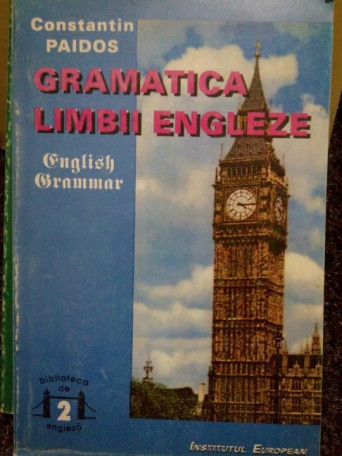 Constantin
PAIDOS
GRAMATICA
LIMBII ENGLEZE
English
Grammar
biblioteca
de
2
engleză
INSTITUTUL EUROPEAN